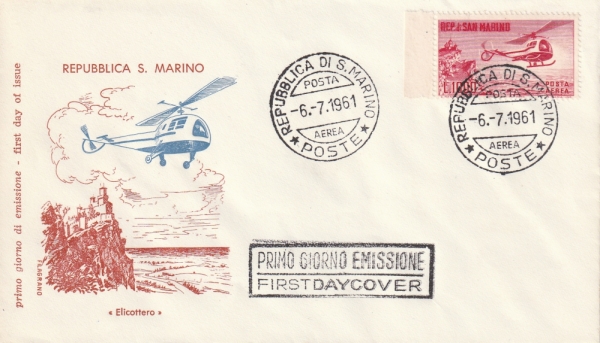 primo giorno di emissione - first day of issue
REPUBBLICA S. MARINO
FILAGRANO
« Elicottero »
REPUBBLICA DI S. MARINO
POSTA
-6.-7.1961
AEREA
★ POSTE ★
REP. DI SAN MARINO
L.1000
POSTA
AEREA
REPUBBLICA DI S. MARINO
POSTA
-6.-7.1961
AEREA
★ POSTE ★
PRIMO GIORNO EMISSIONE
FIRST DAY COVER